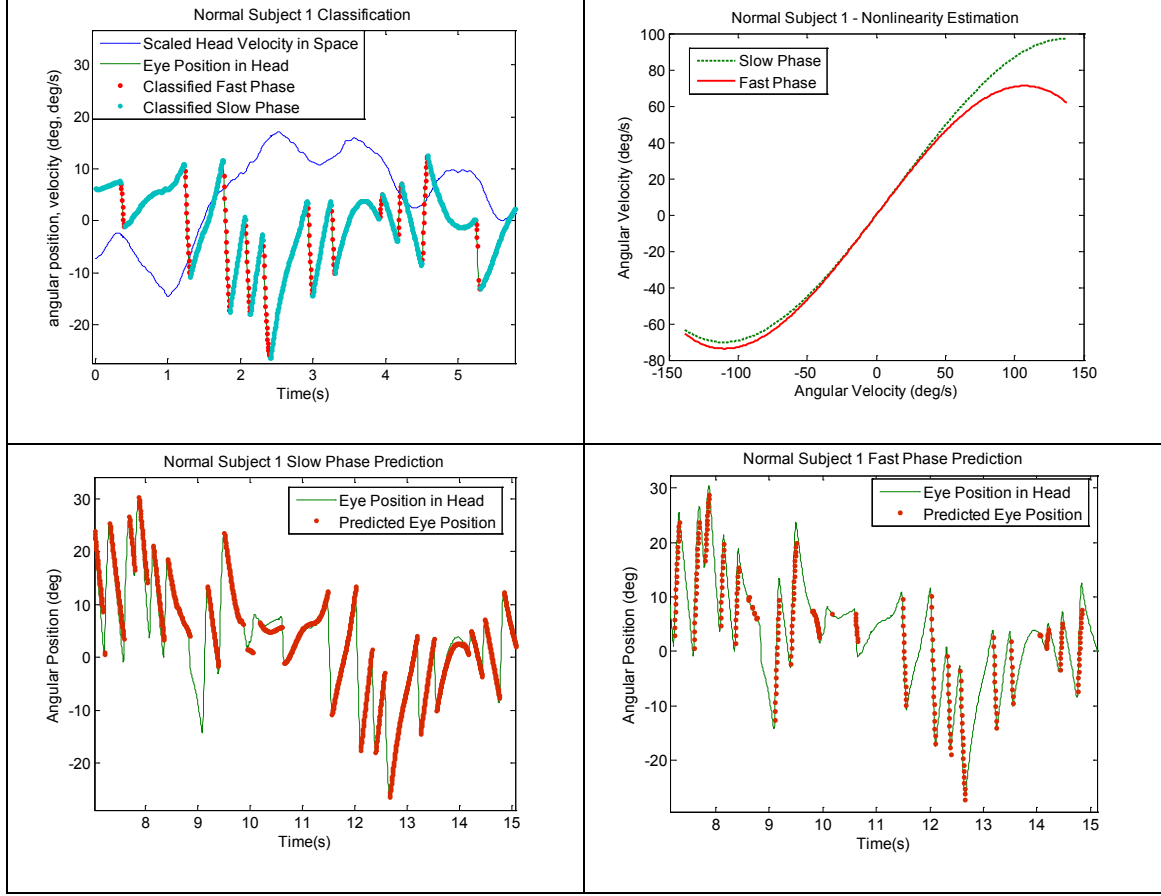 Normal Subject 1 Classification
Scaled Head Velocity in Space
Eye Position in Head
Classified Fast Phase
Classified Slow Phase
angular position, velocity (deg, deg/s)
30
20
10
0
-10
-20
0 1 2 3 4 5
Time(s)
Normal Subject 1 - Nonlinearity Estimation
Slow Phase
Fast Phase
Angular Velocity (deg/s)
100
80
60
40
20
0
-20
-40
-60
-80
-150 -100 -50 0 50 100 150
Angular Velocity (deg/s)
Normal Subject 1 Slow Phase Prediction
Eye Position in Head
Predicted Eye Position
Angular Position (deg)
30
20
10
0
-10
-20
8 9 10 11 12 13 14 15
Time(s)
Normal Subject 1 Fast Phase Prediction
Eye Position in Head
Predicted Eye Position
Angular Position (deg)
30
20
10
0
-10
-20
8 9 10 11 12 13 14 15
Time(s)